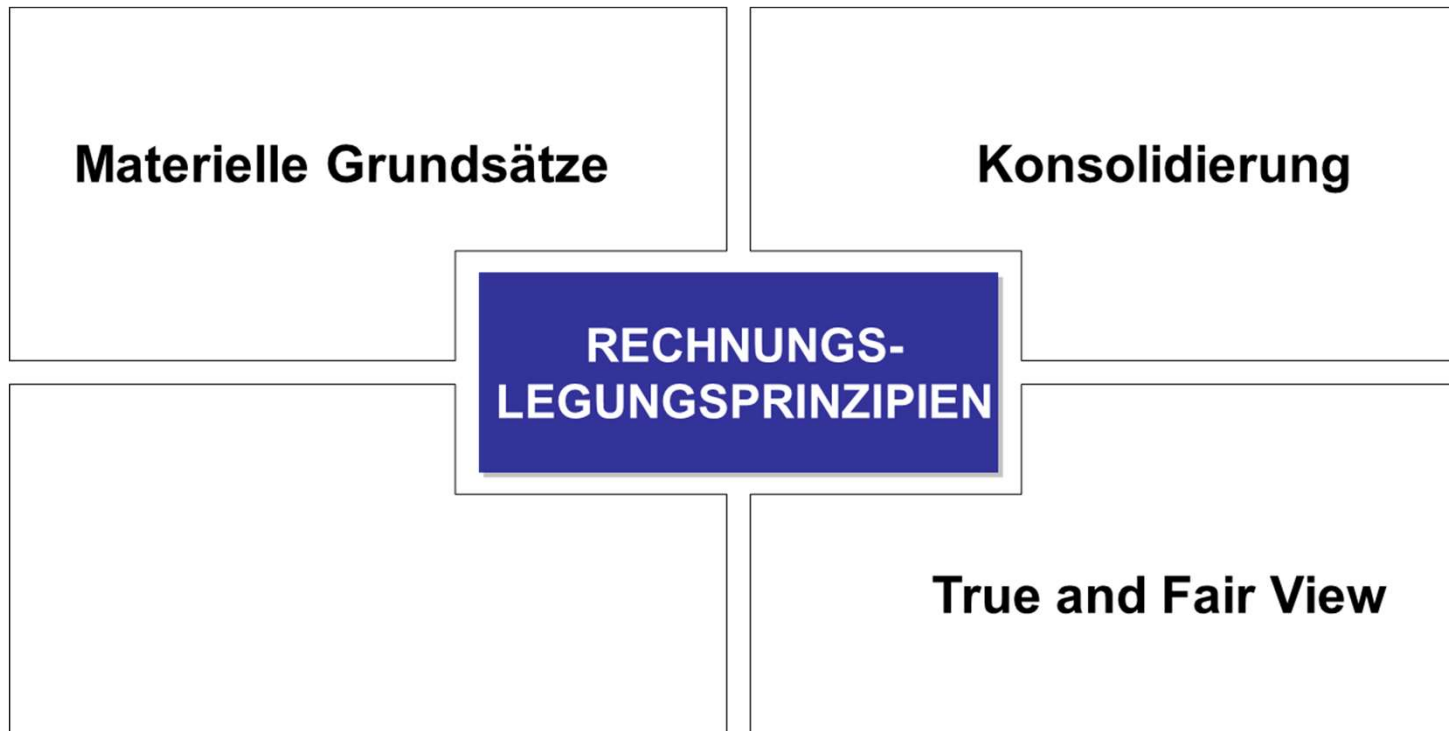 Materielle Grundsätze
Konsolidierung
RECHNUNGS-
LEGUNGSPRINZIPIEN
True and Fair View